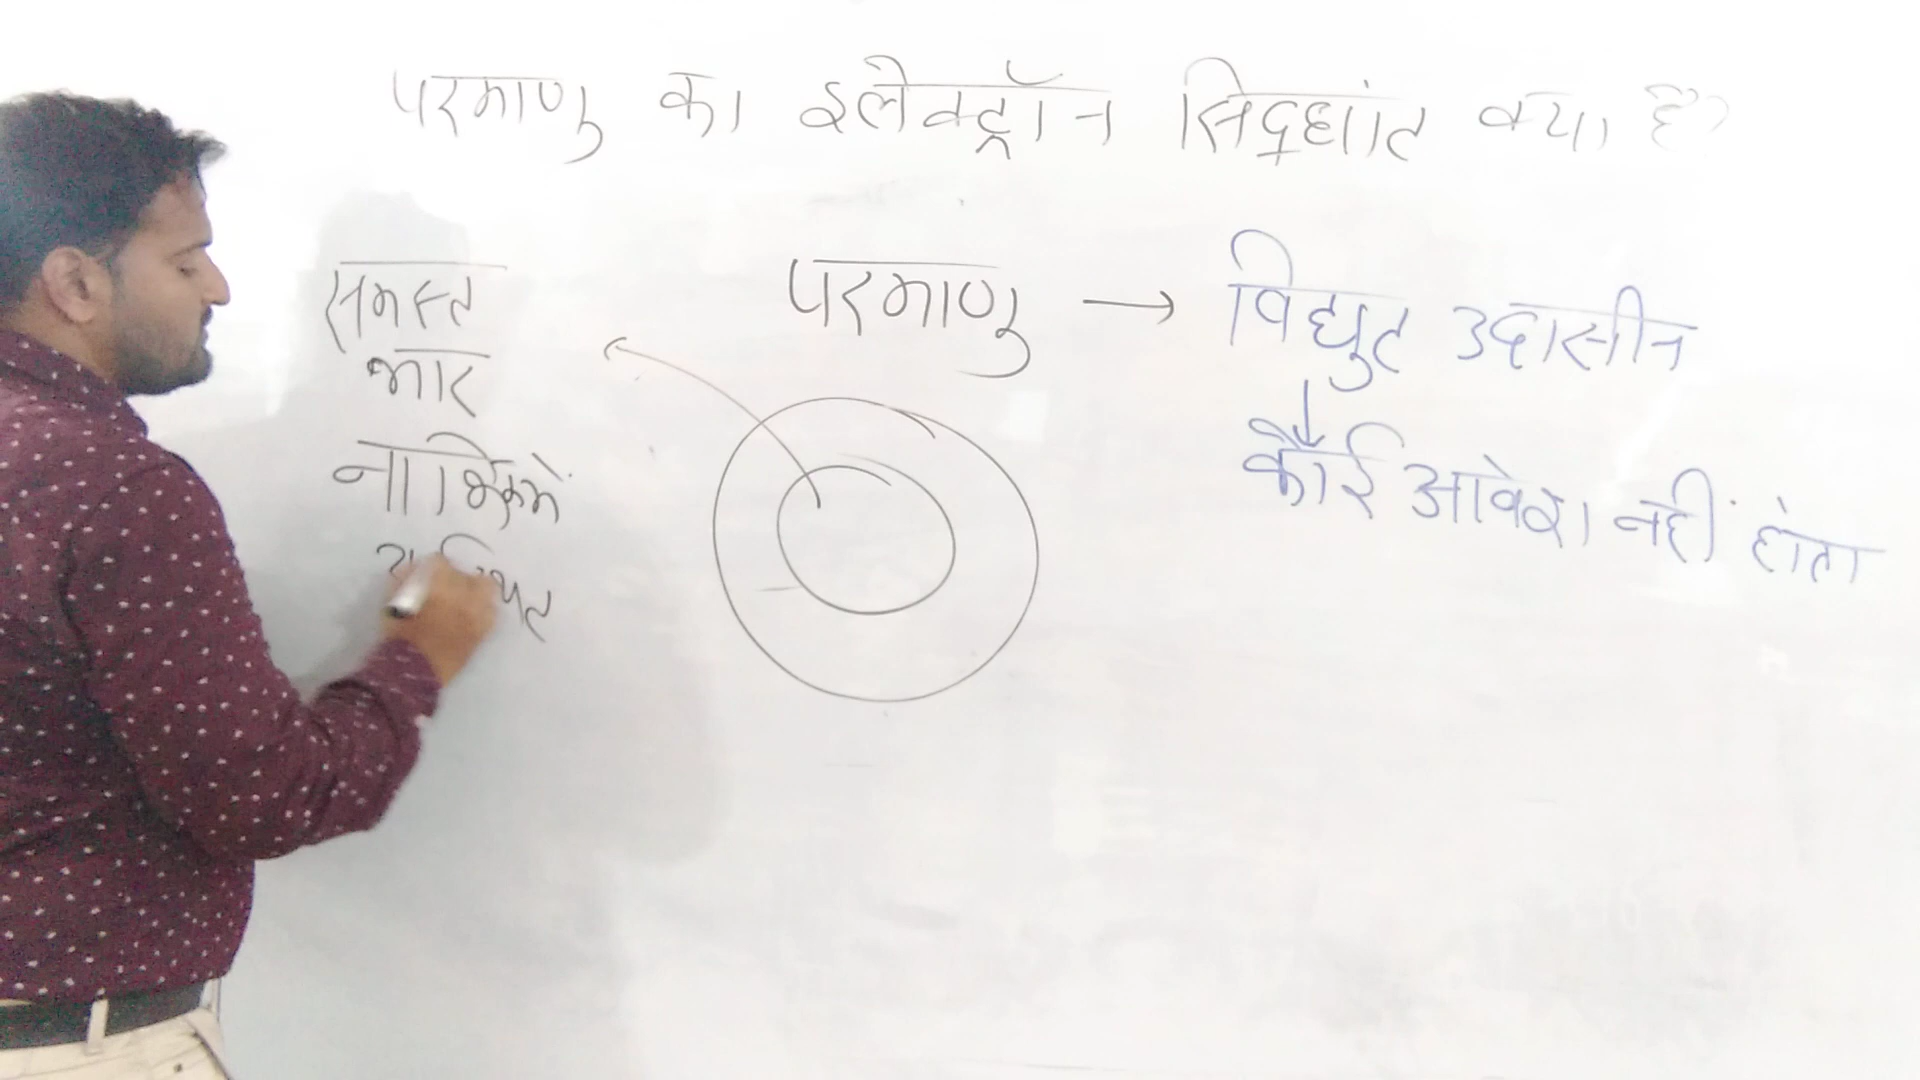 परमाणु का इलेक्ट्रॉन सिद्धांत क्या है?
परमाणु → विद्युत उदासीन
कोई आवेश नहीं होता
समस्त
भार
नाभिक में